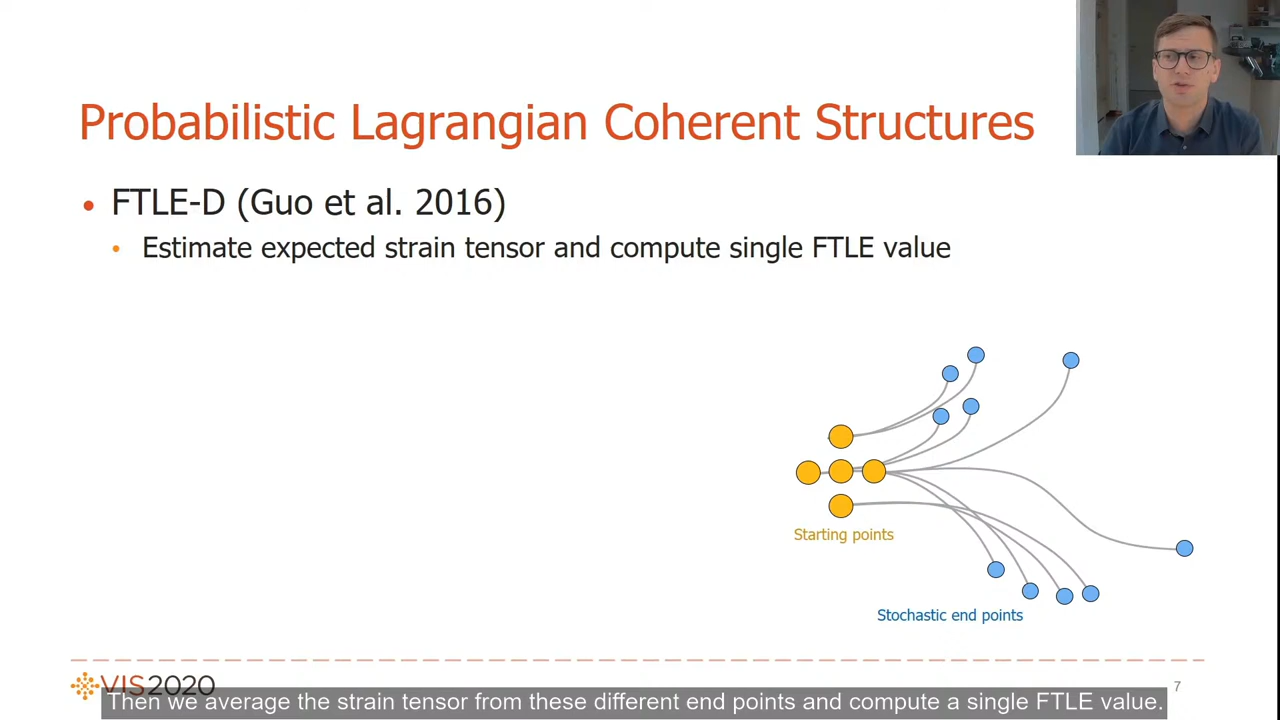 Probabilistic Lagrangian Coherent Structures
• FTLE-D (Guo et al. 2016)
• Estimate expected strain tensor and compute single FTLE value
Starting points
Stochastic end points
VIS2020
7
Then we average the strain tensor from these different end points and compute a single FTLE value.